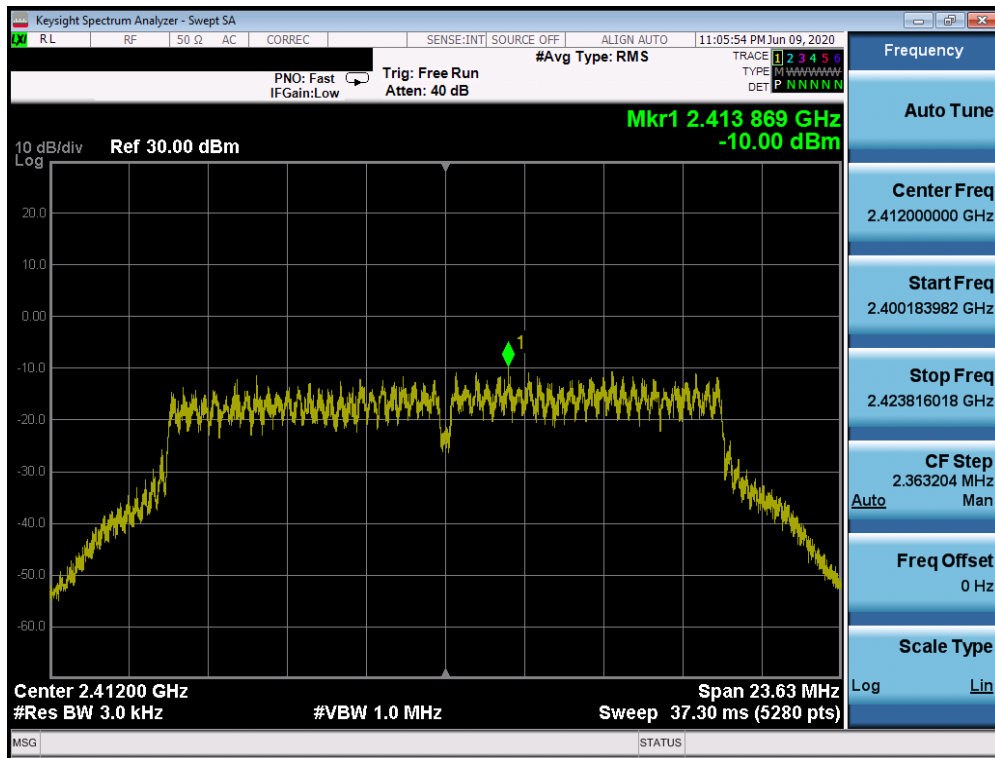 Keysight Spectrum Analyzer - Swept SA
LXI RL RF 50 Ω AC CORREC SENSE:INT SOURCE OFF ALIGN AUTO 11:05:54 PM Jun 09, 2020
#Avg Type: RMS
TRACE 1 2 3 4 5 6
PNO: Fast Trig: Free Run TYPE M WWWWW
IFGain:Low Atten: 40 dB DET P N N N N N
Mkr1 2.413 869 GHz
-10.00 dBm
10 dB/div Ref 30.00 dBm
Log
20.0
10.0
0.00
1
-10.0
-20.0
-30.0
-40.0
-50.0
-60.0
Center 2.41200 GHz Span 23.63 MHz
#Res BW 3.0 kHz #VBW 1.0 MHz Sweep 37.30 ms (5280 pts)
MSG STATUS
Frequency
Auto Tune
Center Freq
2.412000000 GHz
Start Freq
2.400183982 GHz
Stop Freq
2.423816018 GHz
CF Step
2.363204 MHz
Auto Man
Freq Offset
0 Hz
Scale Type
Log Lin